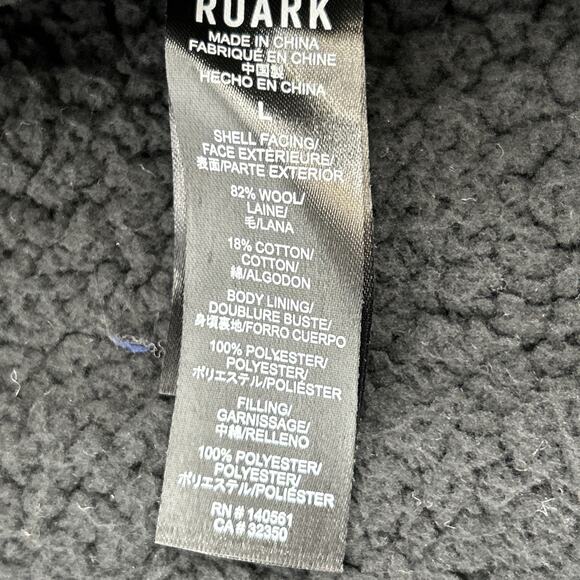 ROARK
MADE IN CHINA
FABRIQUÉ EN CHINE
中国製
HECHO EN CHINA
L
SHELL FACING/
FACE EXTÉRIEURE/
表面/PARTE EXTERIOR
82% WOOL/
LAINE/
毛/LANA
18% COTTON/
COTTON/
綿/ALGODON
BODY LINING/
DOUBLURE BUSTE/
身頃裏地/FORRO CUERPO
100% POLYESTER/
POLYESTER/
ポリエステル/POLIÉSTER
FILLING/
GARNISSAGE/
中綿/RELLENO
100% POLYESTER/
POLYESTER/
ポリエステル/POLIÉSTER
RN # 140561
CA # 32350